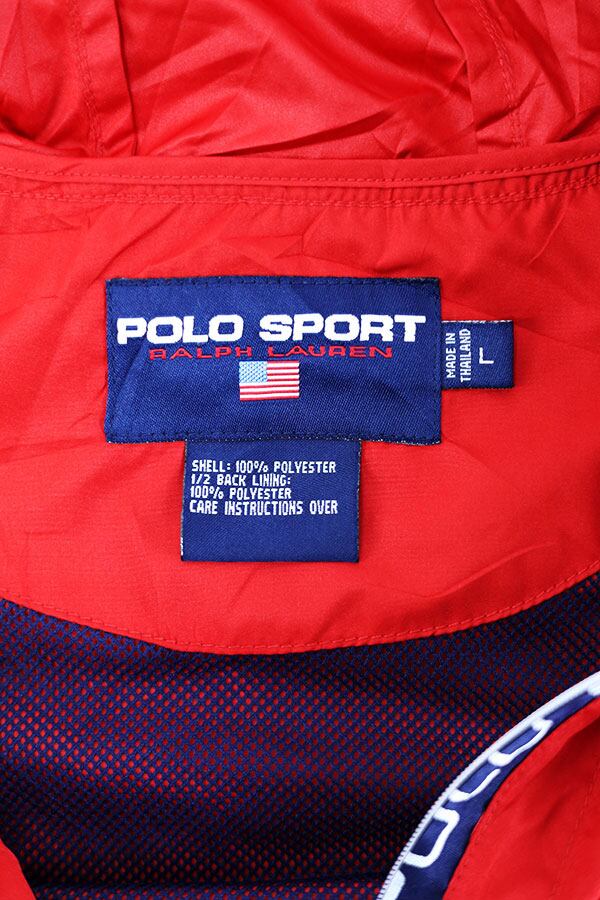 POLO SPORT
RALPH LAUREN
MADE IN
THAILAND
L
SHELL: 100% POLYESTER
1/2 BACK LINING:
100% POLYESTER
CARE INSTRUCTIONS OVER
POLO